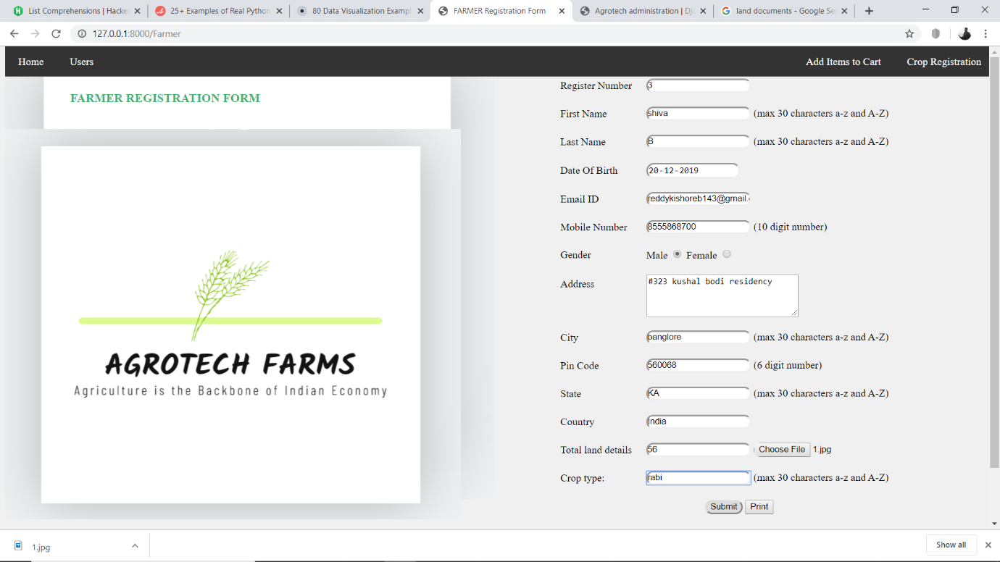 List Comprehensions | Hacke
25+ Examples of Real Python
80 Data Visualization Exampl
FARMER Registration Form
Agrotech administration | Dj
land documents - Google Se
127.0.0.1:8000/Farmer
Home Users Add Items to Cart Crop Registration
FARMER REGISTRATION FORM
AGROTECH FARMS
Agriculture is the Backbone of Indian Economy
Register Number 3
First Name shiva (max 30 characters a-z and A-Z)
Last Name B (max 30 characters a-z and A-Z)
Date Of Birth 20-12-2019
Email ID reddykishoreb143@gmail.
Mobile Number 8555868700 (10 digit number)
Gender Male Female
Address #323 kushal bodi residency
City banglore (max 30 characters a-z and A-Z)
Pin Code 560068 (6 digit number)
State KA (max 30 characters a-z and A-Z)
Country India
Total land details 56 Choose File 1.jpg
Crop type: rabi (max 30 characters a-z and A-Z)
Submit Print
1.jpg Show all